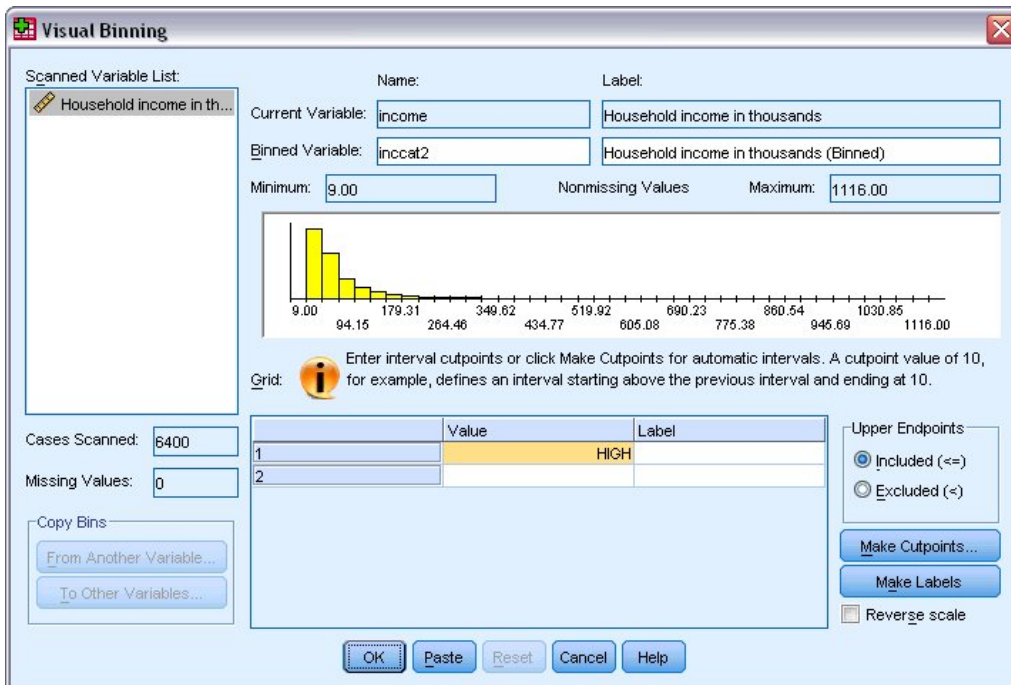 Visual Binning
Scanned Variable List:
Household income in th...
Name:
Label:
Current Variable:
income
Household income in thousands
Binned Variable:
inccat2
Household income in thousands (Binned)
Minimum:
9.00
Nonmissing Values
Maximum:
1116.00
9.00 179.31 349.62 519.92 690.23 860.54 1030.85
94.15 264.46 434.77 605.08 775.38 945.69 1116.00
Grid:
i
Enter interval cutpoints or click Make Cutpoints for automatic intervals. A cutpoint value of 10,
for example, defines an interval starting above the previous interval and ending at 10.
Cases Scanned:
6400
Missing Values:
0
Copy Bins
From Another Variable...
To Other Variables...
Value
Label
1
HIGH
2
Upper Endpoints
Included (<=)
Excluded (<)
Make Cutpoints...
Make Labels
Reverse scale
OK
Paste
Reset
Cancel
Help